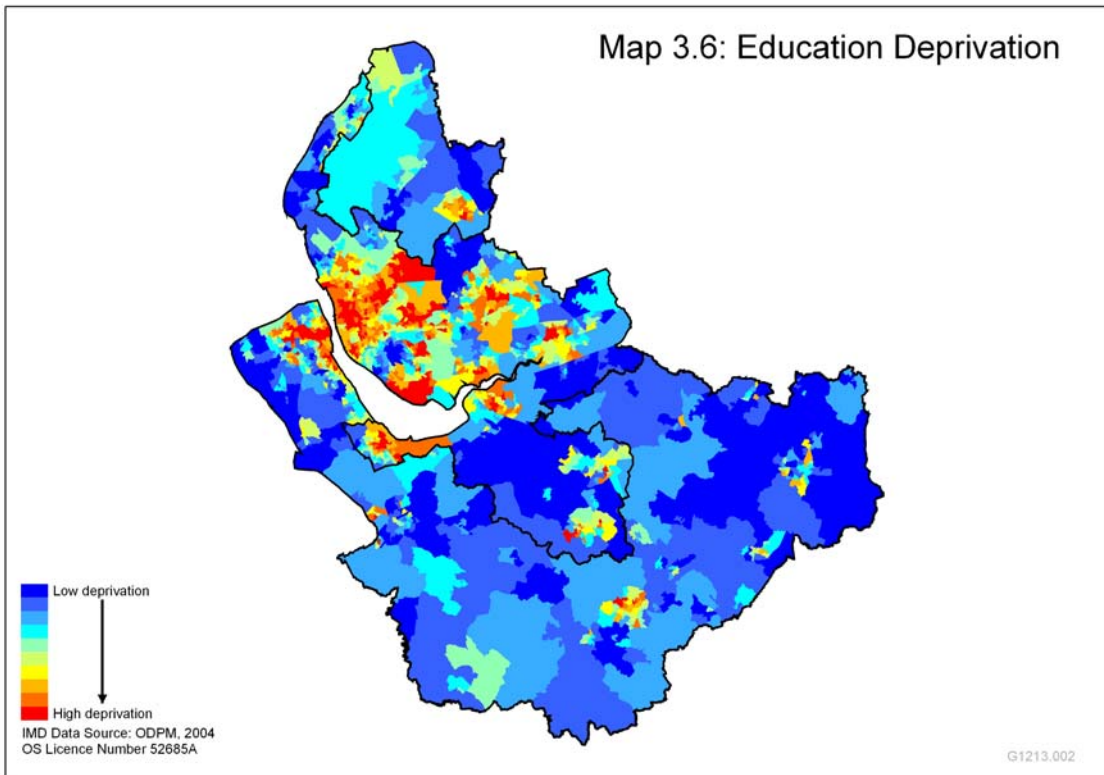 Map 3.6: Education Deprivation
Low deprivation
High deprivation
IMD Data Source: ODPM, 2004
OS Licence Number 52685A
G1213.002